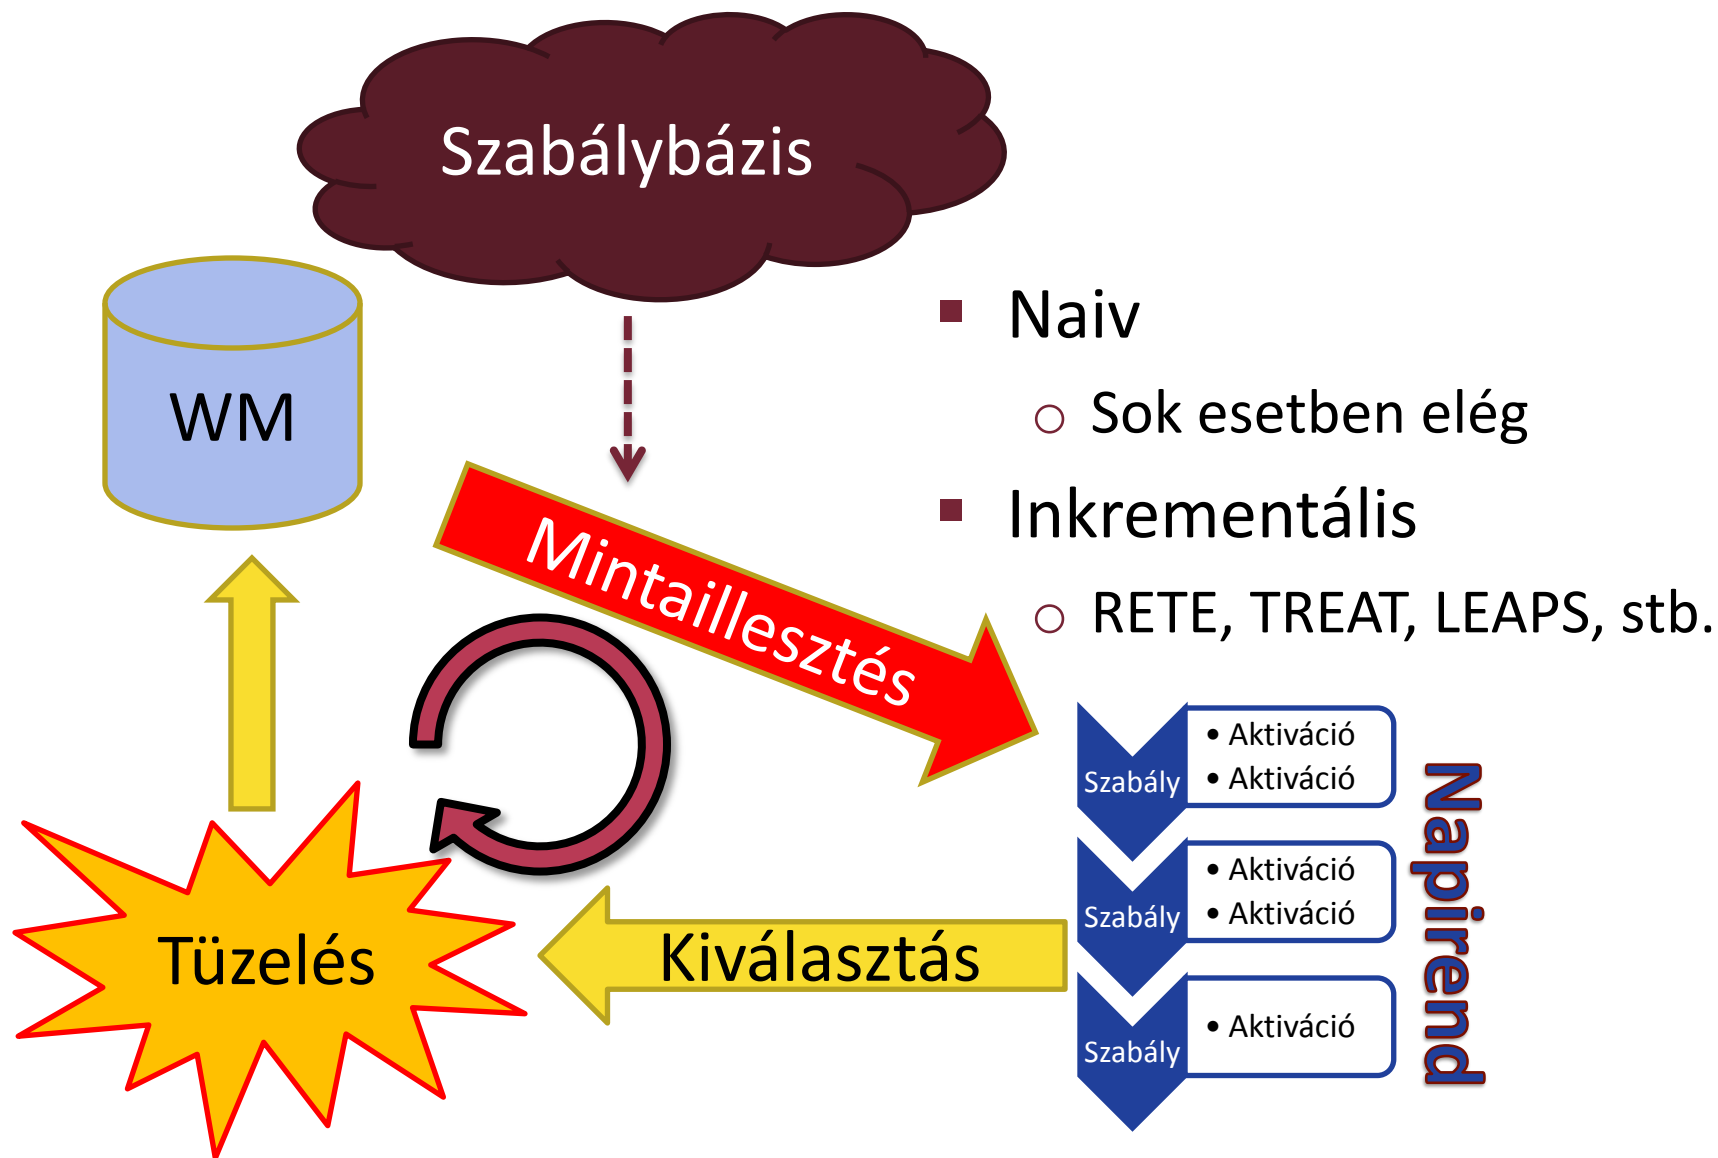 Szabálybázis
WM
Naiv
Sok esetben elég
Inkrementális
RETE, TREAT, LEAPS, stb.
Mintaillesztés
Szabály
• Aktiváció
• Aktiváció
Szabály
• Aktiváció
• Aktiváció
Szabály
• Aktiváció
Napirend
Kiválasztás
Tüzelés